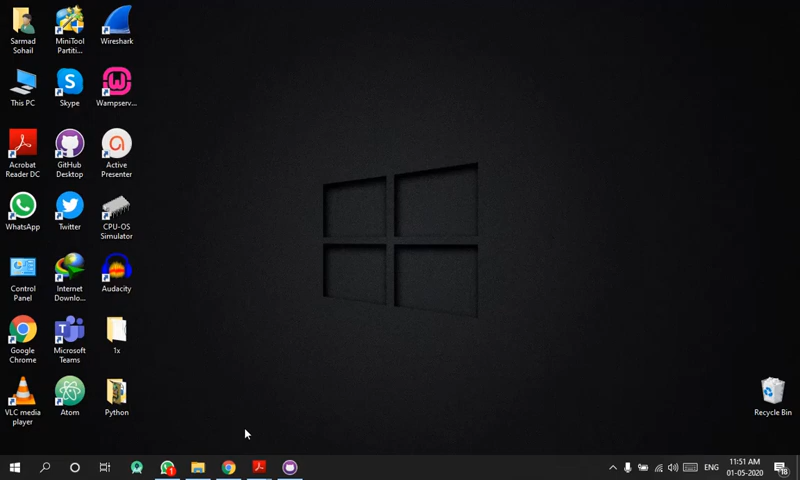 Sarmad
Sohail
MiniTool
Partiti...
Wireshark
This PC
Skype
Wampserv...
Acrobat
Reader DC
GitHub
Desktop
Active
Presenter
WhatsApp
Twitter
CPU-OS
Simulator
Control
Panel
Internet
Downlo...
Audacity
Google
Chrome
Microsoft
Teams
1x
VLC media
player
Atom
Python
Recycle Bin
1
ENG
11:51 AM
01-05-2020
18